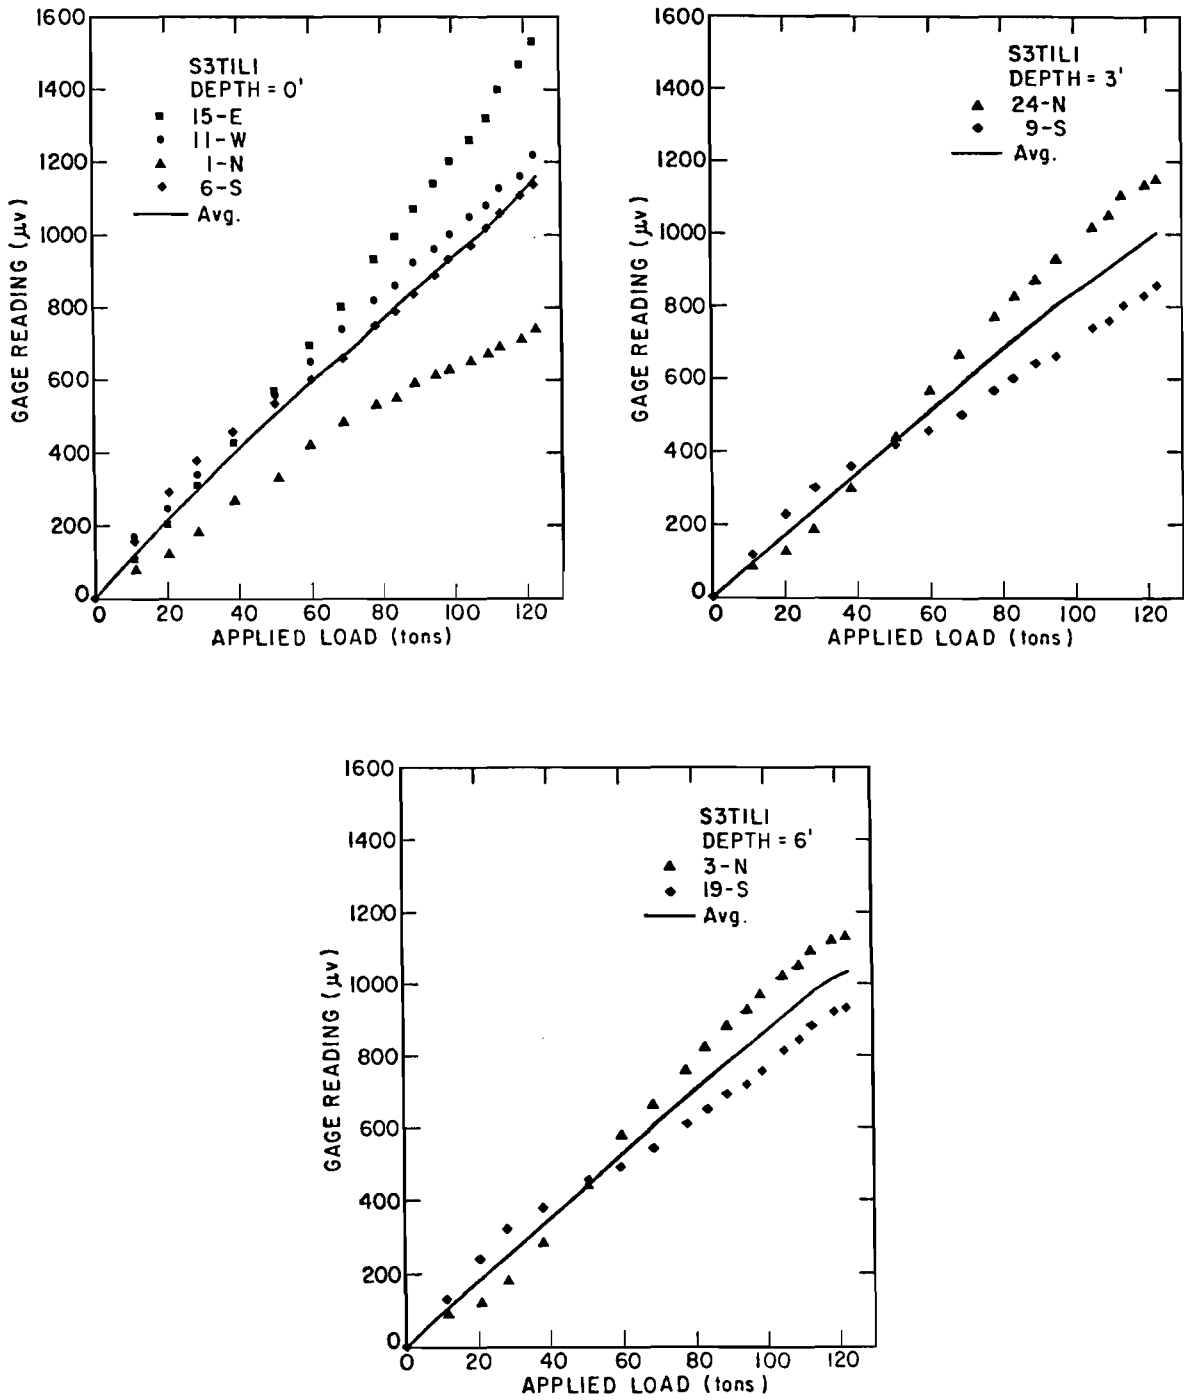 1600
1400
1200
1000
800
600
400
200
0
GAGE READING (μv)
S3T1L1
DEPTH = 0'
15-E
11-W
1-N
6-S
Avg.
0 20 40 60 80 100 120
APPLIED LOAD (tons)
1600
1400
1200
1000
800
600
400
200
0
GAGE READING (μv)
S3T1L1
DEPTH = 3'
24-N
9-S
Avg.
0 20 40 60 80 100 120
APPLIED LOAD (tons)
1600
1400
1200
1000
800
600
400
200
0
GAGE READING (μv)
S3T1L1
DEPTH = 6'
3-N
19-S
Avg.
0 20 40 60 80 100 120
APPLIED LOAD (tons)